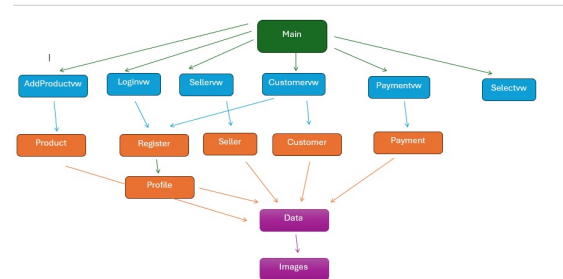 Main
AddProductvw
Loginvw
Sellervw
Customervw
Paymentvw
Selectvw
Product
Register
Seller
Customer
Payment
Profile
Data
Images